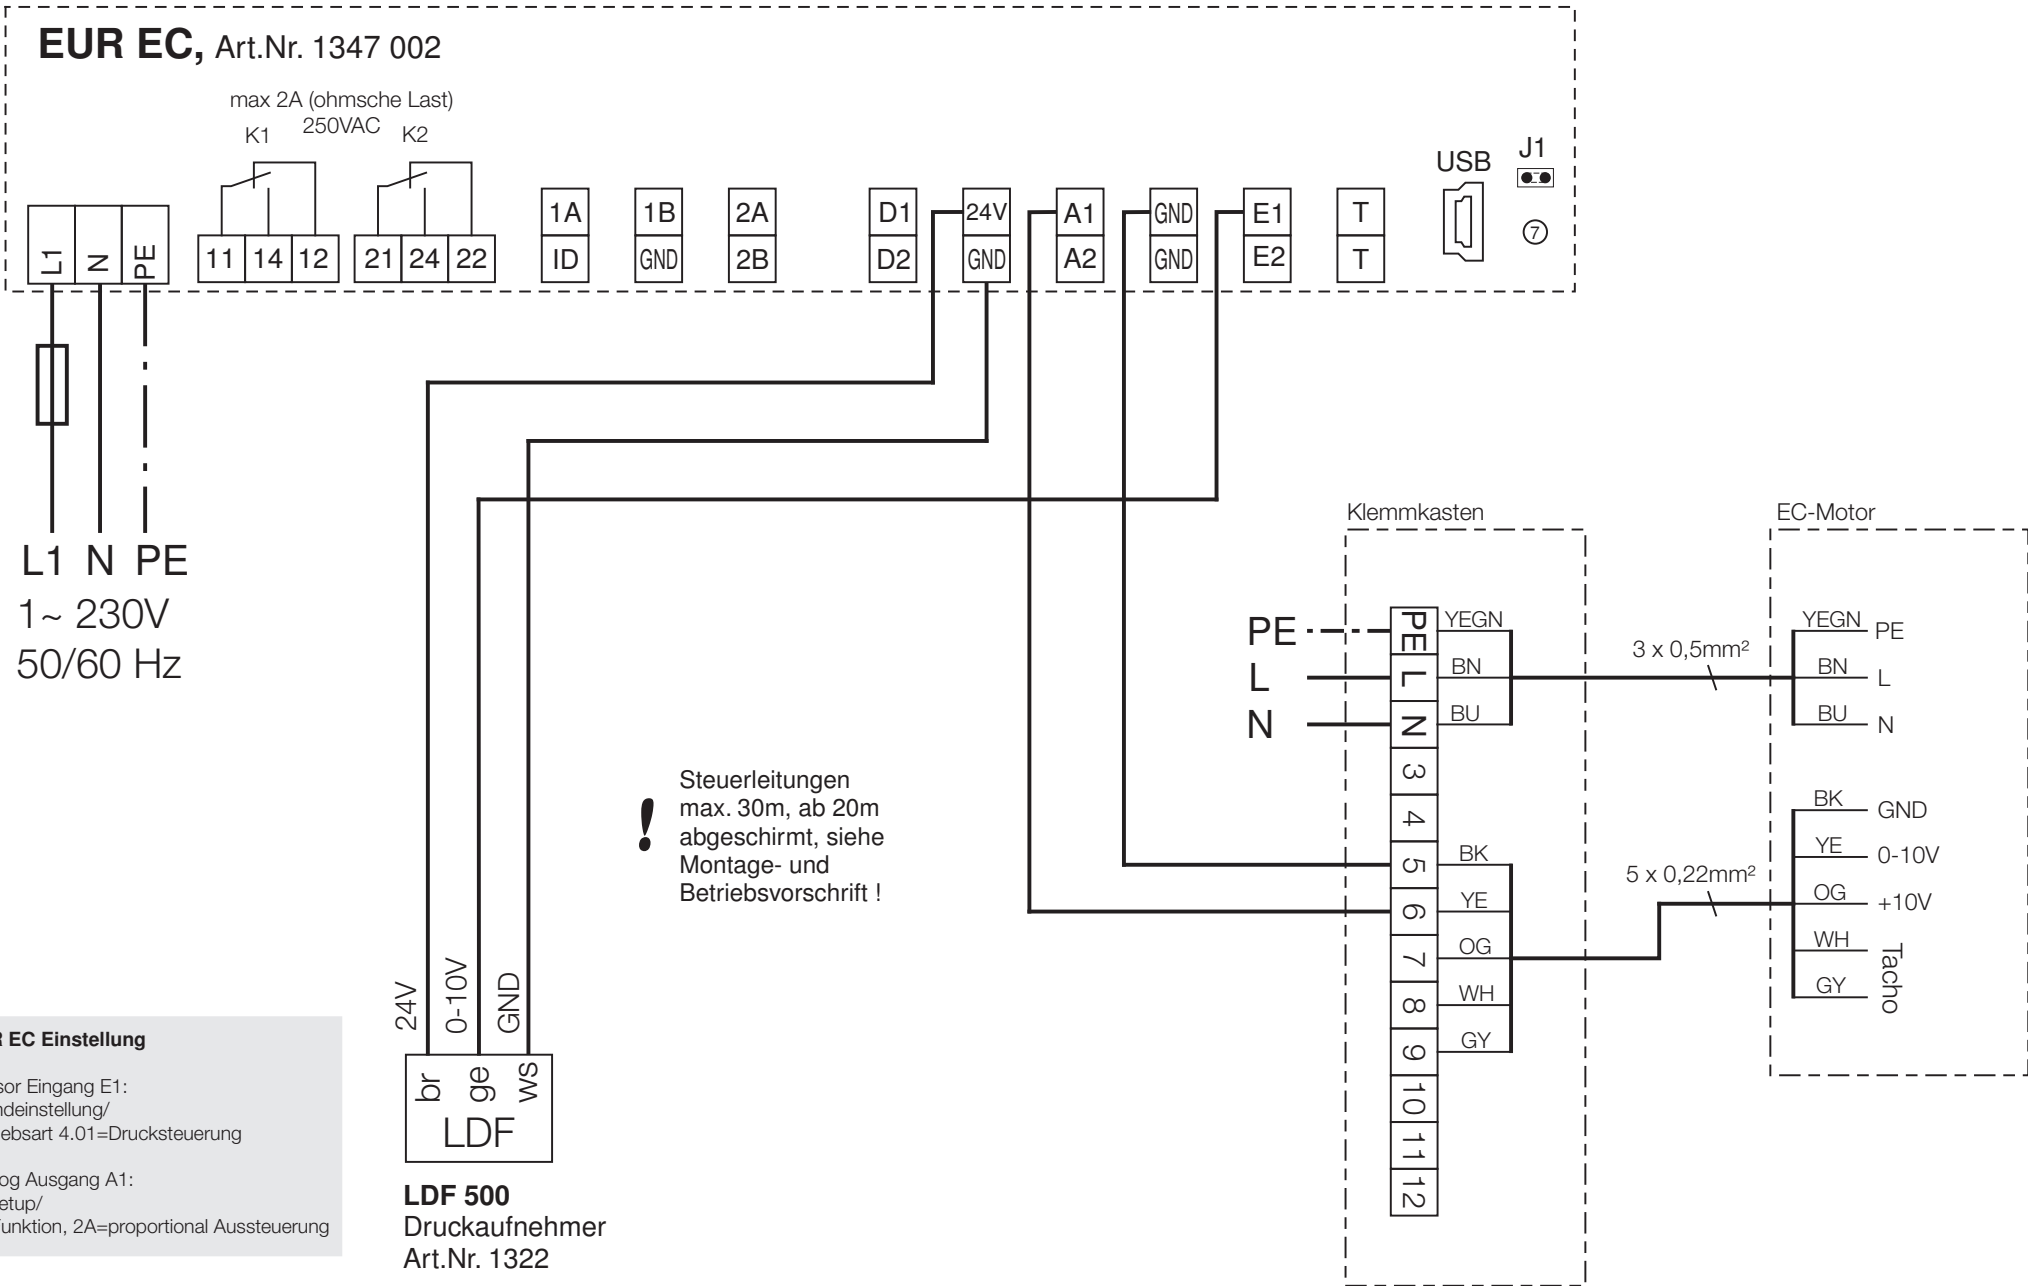 EUR EC, Art.Nr. 1347 002
max 2A (ohmsche Last)
250VAC
K1 K2
L1 N PE
11 14 12
21 24 22
1A
ID
1B
GND
2A
2B
D1
D2
24V
GND
A1
A2
GND
GND
E1
E2
T
T
USB
J1
7
L1 N PE
1~ 230V
50/60 Hz
Steuerleitungen
max. 30m, ab 20m
abgeschirmt, siehe
Montage- und
Betriebsvorschrift !
!
24V
0-10V
GND
br ge ws
LDF
LDF 500
Druckaufnehmer
Art.Nr. 1322
EC Einstellung
Eingang E1:
4.01=Drucksteuerung
Ausgang A1:
2A=proportional Aussteuerung
Klemmkasten
PE
L
N
PE
L
N
3
4
5
6
7
8
9
10
11
12
YEGN
BN
BU
BK
YE
OG
WH
GY
3 x 0,5mm²
5 x 0,22mm²
EC-Motor
YEGN PE
BN L
BU N
BK GND
YE 0-10V
OG +10V
WH
GY
Tacho